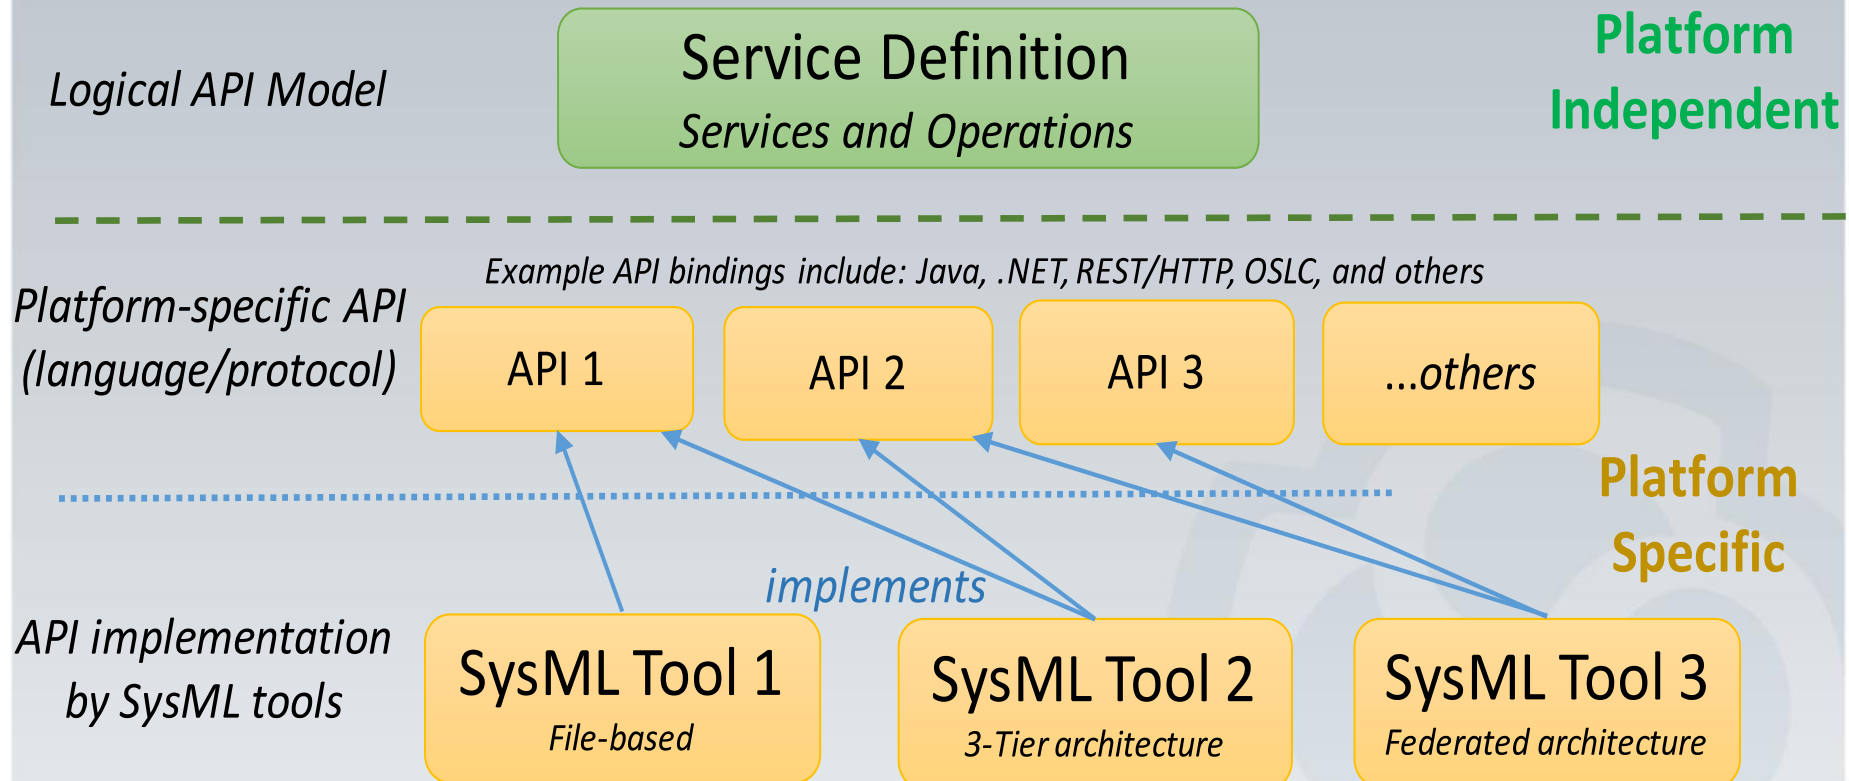 Logical API Model
Service Definition
Services and Operations
Platform
Independent
Example API bindings include: Java, .NET, REST/HTTP, OSLC, and others
Platform-specific API
(language/protocol)
API 1
API 2
API 3
...others
Platform
Specific
implements
API implementation
by SysML tools
SysML Tool 1
File-based
SysML Tool 2
3-Tier architecture
SysML Tool 3
Federated architecture